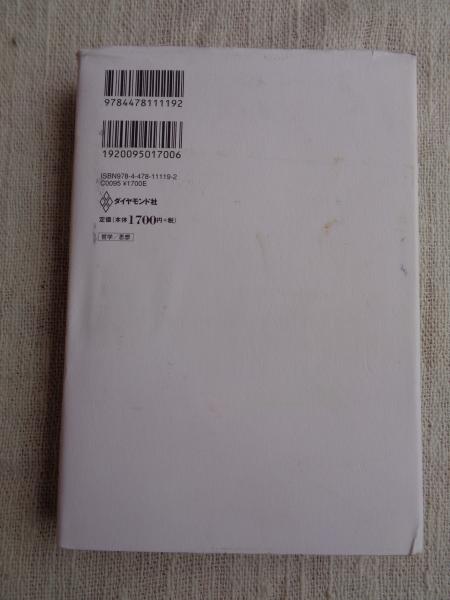 9784478111192
1920095017006
ISBN978-4-478-11119-2
C0095 ¥1700E
ダイヤモンド社
定価(本体1700円+税)
哲学/思想